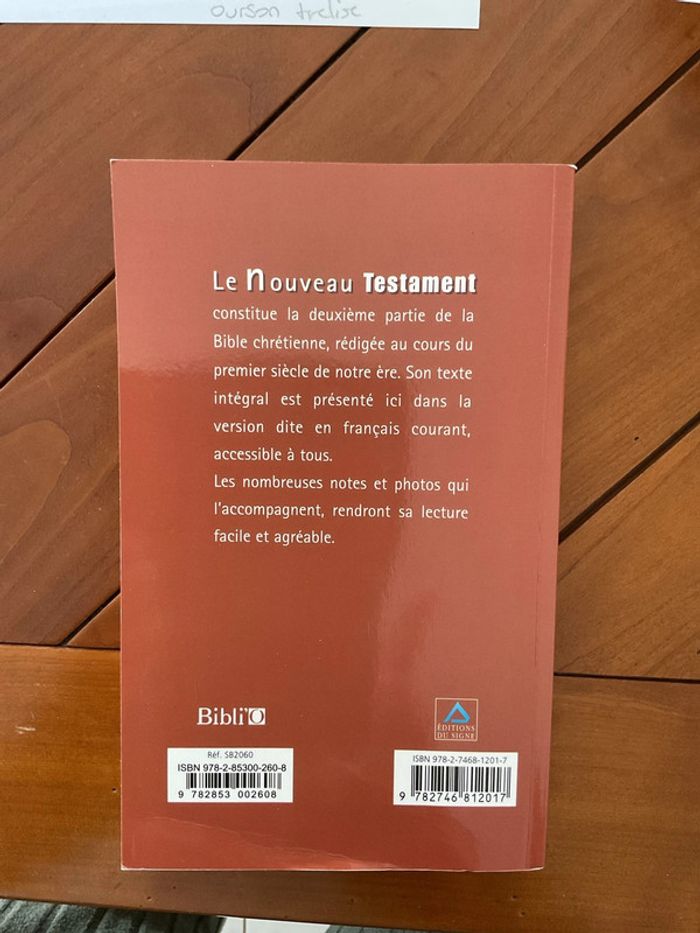 ourson trelise
Le nouveau Testament
constitue la deuxième partie de la
Bible chrétienne, rédigée au cours du
premier siècle de notre ère. Son texte
intégral est présenté ici dans la
version dite en français courant,
accessible à tous.
Les nombreuses notes et photos qui
l'accompagnent, rendront sa lecture
facile et agréable.
Bibli'O
ÉDITIONS
DU SIGNE
Réf. SB2060
ISBN 978-2-85300-260-8
9 782853 002608
ISBN 978-2-7468-1201-7
9 782746 812017